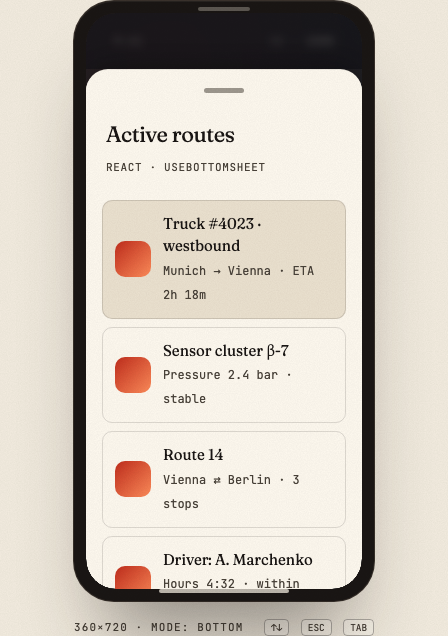 Active routes
REACT · USEBOTTOMSHEET
Truck #4023 ·
westbound
Munich → Vienna · ETA
2h 18m
Sensor cluster β-7
Pressure 2.4 bar ·
stable
Route 14
Vienna ⇄ Berlin · 3
stops
Driver: A. Marchenko
Hours 4:32 · within
360×720 · MODE: BOTTOM ↑↓ ESC TAB